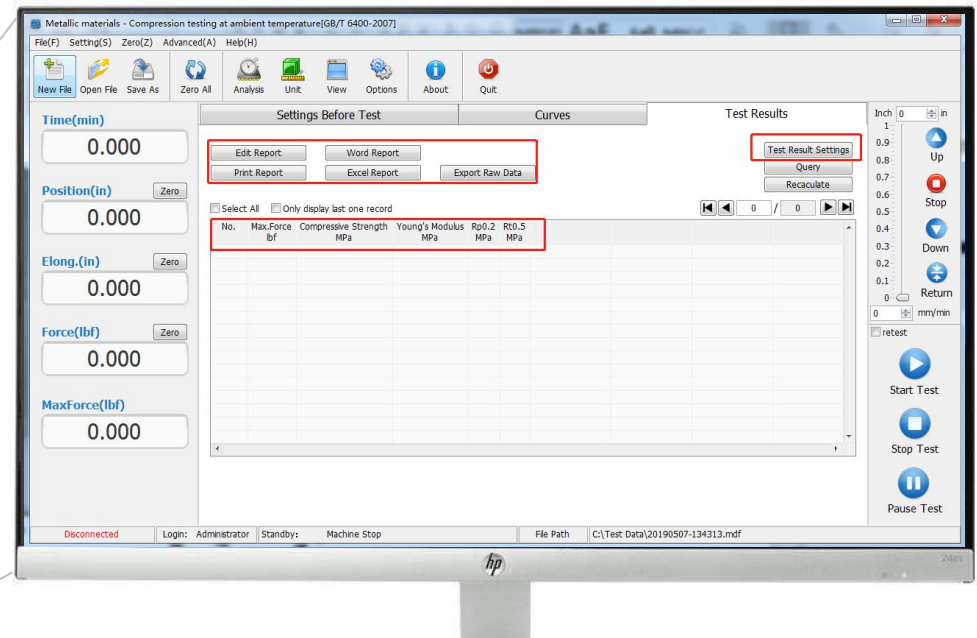 Metallic materials - Compression testing at ambient temperature[GB/T 6400-2007]
File(F) Setting(S) Zero(Z) Advanced(A) Help(H)
New File Open File Save As Zero All Analysis Unit View Options About Quit
Settings Before Test Curves Test Results
Time(min)
0.000
Position(in) Zero
0.000
Elong.(in) Zero
0.000
Force(lbf) Zero
0.000
MaxForce(lbf)
0.000
Edit Report Word Report
Print Report Excel Report Export Raw Data
Test Result Settings
Query
Recaculate
Select All Only display last one record
0 / 0
No. Max.Force Compressive Strength Young's Modulus Rp0.2 Rt0.5
lbf MPa MPa MPa MPa
Inch 0 in
1
0.9
0.8
0.7
0.6
0.5
0.4
0.3
0.2
0.1
0
Up
Stop
Down
Return
0 mm/min
retest
Start Test
Stop Test
Pause Test
Disconnected Login: Administrator Standby: Machine Stop File Path C:\Test Data\20190507-134313.mdf
hp